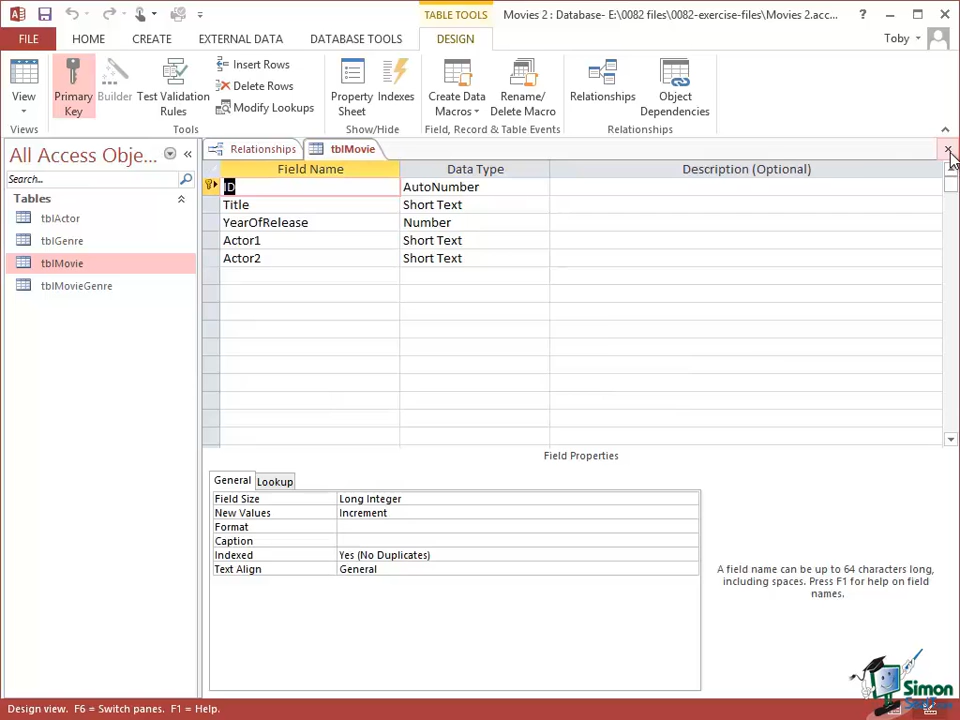 TABLE TOOLS
Movies 2 : Database- E:\0082 files\0082-exercise-files\Movies 2.acc...
?
FILE
HOME
CREATE
EXTERNAL DATA
DATABASE TOOLS
DESIGN
Toby
View
Primary Key
Builder
Test Validation Rules
Insert Rows
Delete Rows
Modify Lookups
Property Sheet
Indexes
Create Data Macros
Rename/ Delete Macro
Relationships
Object Dependencies
Views
Tools
Show/Hide
Field, Record & Table Events
Relationships
All Access Obje...
Search...
Tables
tblActor
tblGenre
tblMovie
tblMovieGenre
Relationships
tblMovie
Field Name
Data Type
Description (Optional)
ID
AutoNumber
Title
Short Text
YearOfRelease
Number
Actor1
Short Text
Actor2
Short Text
Field Properties
General
Lookup
Field Size
Long Integer
New Values
Increment
Format
Caption
Indexed
Yes (No Duplicates)
Text Align
General
A field name can be up to 64 characters long,
including spaces. Press F1 for help on field
names.
Design view. F6 = Switch panes. F1 = Help.
Simon